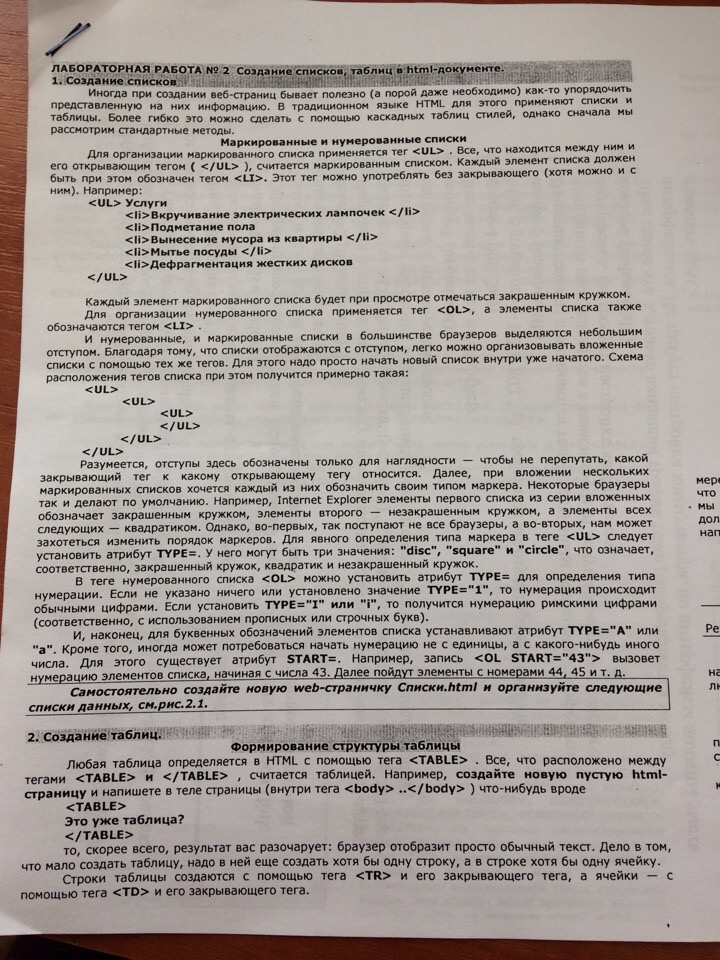 ЛАБОРАТОРНАЯ РАБОТА № 2 Создание списков, таблиц в html-документе.
1. Создание списков
Иногда при создании веб-страниц бывает полезно (а порой даже необходимо) как-то упорядочить
представленную на них информацию. В традиционном языке HTML для этого применяют списки и
таблицы. Более гибко это можно сделать с помощью каскадных таблиц стилей, однако сначала мы
рассмотрим стандартные методы.
Маркированные и нумерованные списки
Для организации маркированного списка применяется тег <UL> . Все, что находится между ним и
его открывающим тегом ( </UL> ), считается маркированным списком. Каждый элемент списка должен
быть при этом обозначен тегом <LI>. Этот тег можно употреблять без закрывающего (хотя можно и с
ним). Например:
<UL> Услуги
<li>Вкручивание электрических лампочек </li>
<li>Подметание пола
<li>Вынесение мусора из квартиры </li>
<li>Мытье посуды </li>
<li>Дефрагментация жестких дисков
</UL>
Каждый элемент маркированного списка будет при просмотре отмечаться закрашенным кружком.
Для организации нумерованного списка применяется тег <OL>, а элементы списка также
обозначаются тегом <LI> .
И нумерованные, и маркированные списки в большинстве браузеров выделяются небольшим
отступом. Благодаря тому, что списки отображаются с отступом, легко можно организовывать вложенные
списки с помощью тех же тегов. Для этого надо просто начать новый список внутри уже начатого. Схема
расположения тегов списка при этом получится примерно такая:
<UL>
<UL>
<UL>
</UL>
</UL>
</UL>
Разумеется, отступы здесь обозначены только для наглядности — чтобы не перепутать, какой
закрывающий тег к какому открывающему тегу относится. Далее, при вложении нескольких
маркированных списков хочется каждый из них обозначить своим типом маркера. Некоторые браузеры
так и делают по умолчанию. Например, Internet Explorer элементы первого списка из серии вложенных
обозначает закрашенным кружком, элементы второго — незакрашенным кружком, а элементы всех
следующих — квадратиком. Однако, во-первых, так поступают не все браузеры, а во-вторых, нам может
захотеться изменить порядок маркеров. Для явного определения типа маркера в теге <UL> следует
установить атрибут TYPE=. У него могут быть три значения: "disc", "square" и "circle", что означает,
соответственно, закрашенный кружок, квадратик и незакрашенный кружок.
В теге нумерованного списка <OL> можно установить атрибут TYPE= для определения типа
нумерации. Если не указано ничего или установлено значение TYPE="1", то нумерация происходит
обычными цифрами. Если установить TYPE="I" или "i", то получится нумерацию римскими цифрами
(соответственно, с использованием прописных или строчных букв).
И, наконец, для буквенных обозначений элементов списка устанавливают атрибут TYPE="A" или
"a". Кроме того, иногда может потребоваться начать нумерацию не с единицы, а с какого-нибудь иного
числа. Для этого существует атрибут START=. Например, запись <OL START="43"> вызовет
нумерацию элементов списка, начиная с числа 43. Далее пойдут элементы с номерами 44, 45 и т. д.
Самостоятельно создайте новую web-страничку Списки.html и организуйте следующие
списки данных, см.рис.2.1.
2. Создание таблиц.
Формирование структуры таблицы
Любая таблица определяется в HTML с помощью тега <TABLE> . Все, что расположено между
тегами <TABLE> и </TABLE> , считается таблицей. Например, создайте новую пустую html-
страницу и напишете в теле страницы (внутри тега <body> ..</body> ) что-нибудь вроде
<TABLE>
Это уже таблица?
</TABLE>
то, скорее всего, результат вас разочарует: браузер отобразит просто обычный текст. Дело в том,
что мало создать таблицу, надо в ней еще создать хотя бы одну строку, а в строке хотя бы одну ячейку.
Строки таблицы создаются с помощью тега <TR> и его закрывающего тега, а ячейки — с
помощью тега <TD> и его закрывающего тега.
что
мы